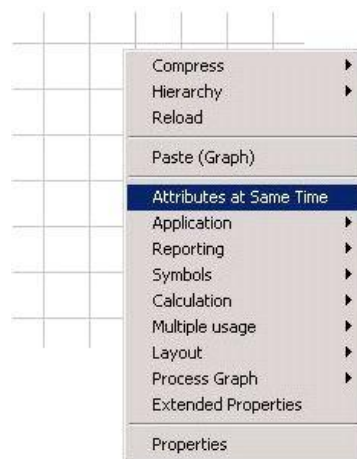 Compress
Hierarchy
Reload
Paste (Graph)
Attributes at Same Time
Application
Reporting
Symbols
Calculation
Multiple usage
Layout
Process Graph
Extended Properties
Properties